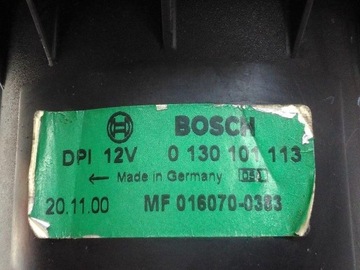 BOSCH
DPI 12V 0 130 101 113
← Made in Germany
20.11.00 MF 016070-0383